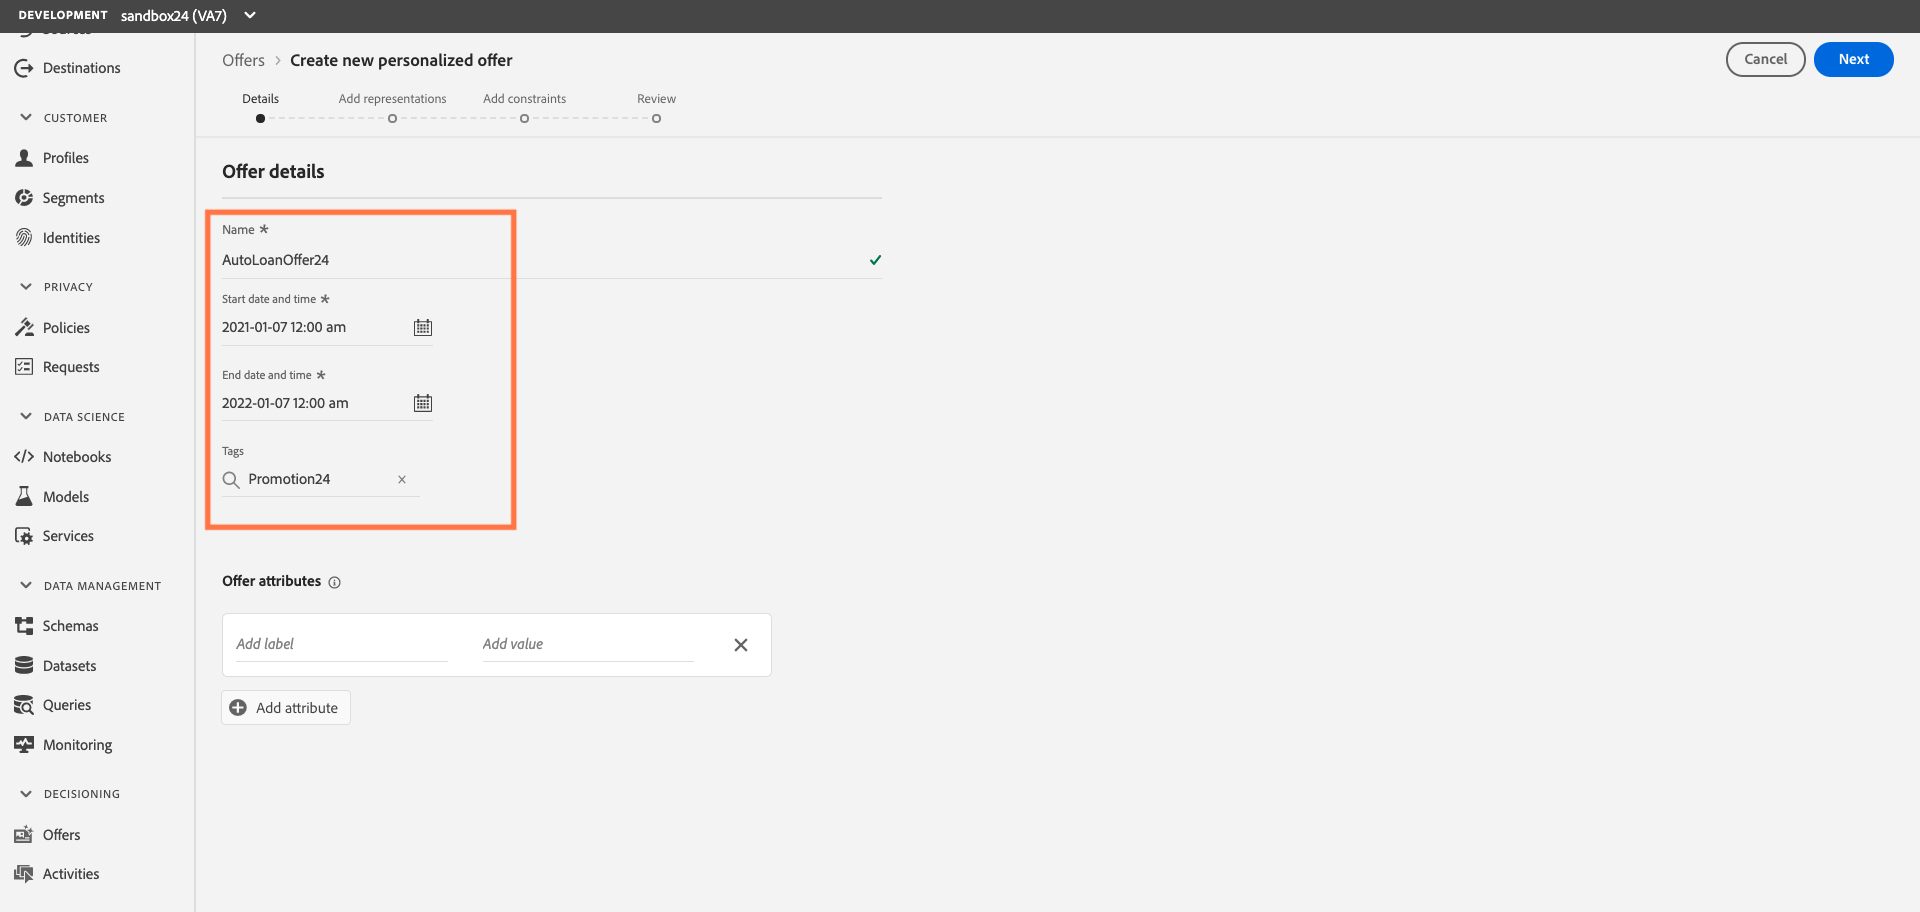 DEVELOPMENT sandbox24 (VA7)
Destinations
CUSTOMER
Profiles
Segments
Identities
PRIVACY
Policies
Requests
DATA SCIENCE
Notebooks
Models
Services
DATA MANAGEMENT
Schemas
Datasets
Queries
Monitoring
DECISIONING
Offers
Activities
Offers > Create new personalized offer
Cancel
Next
Details
Add representations
Add constraints
Review
Offer details
Name *
AutoLoanOffer24
Start date and time *
2021-01-07 12:00 am
End date and time *
2022-01-07 12:00 am
Tags
Promotion24
Offer attributes
Add label
Add value
Add attribute